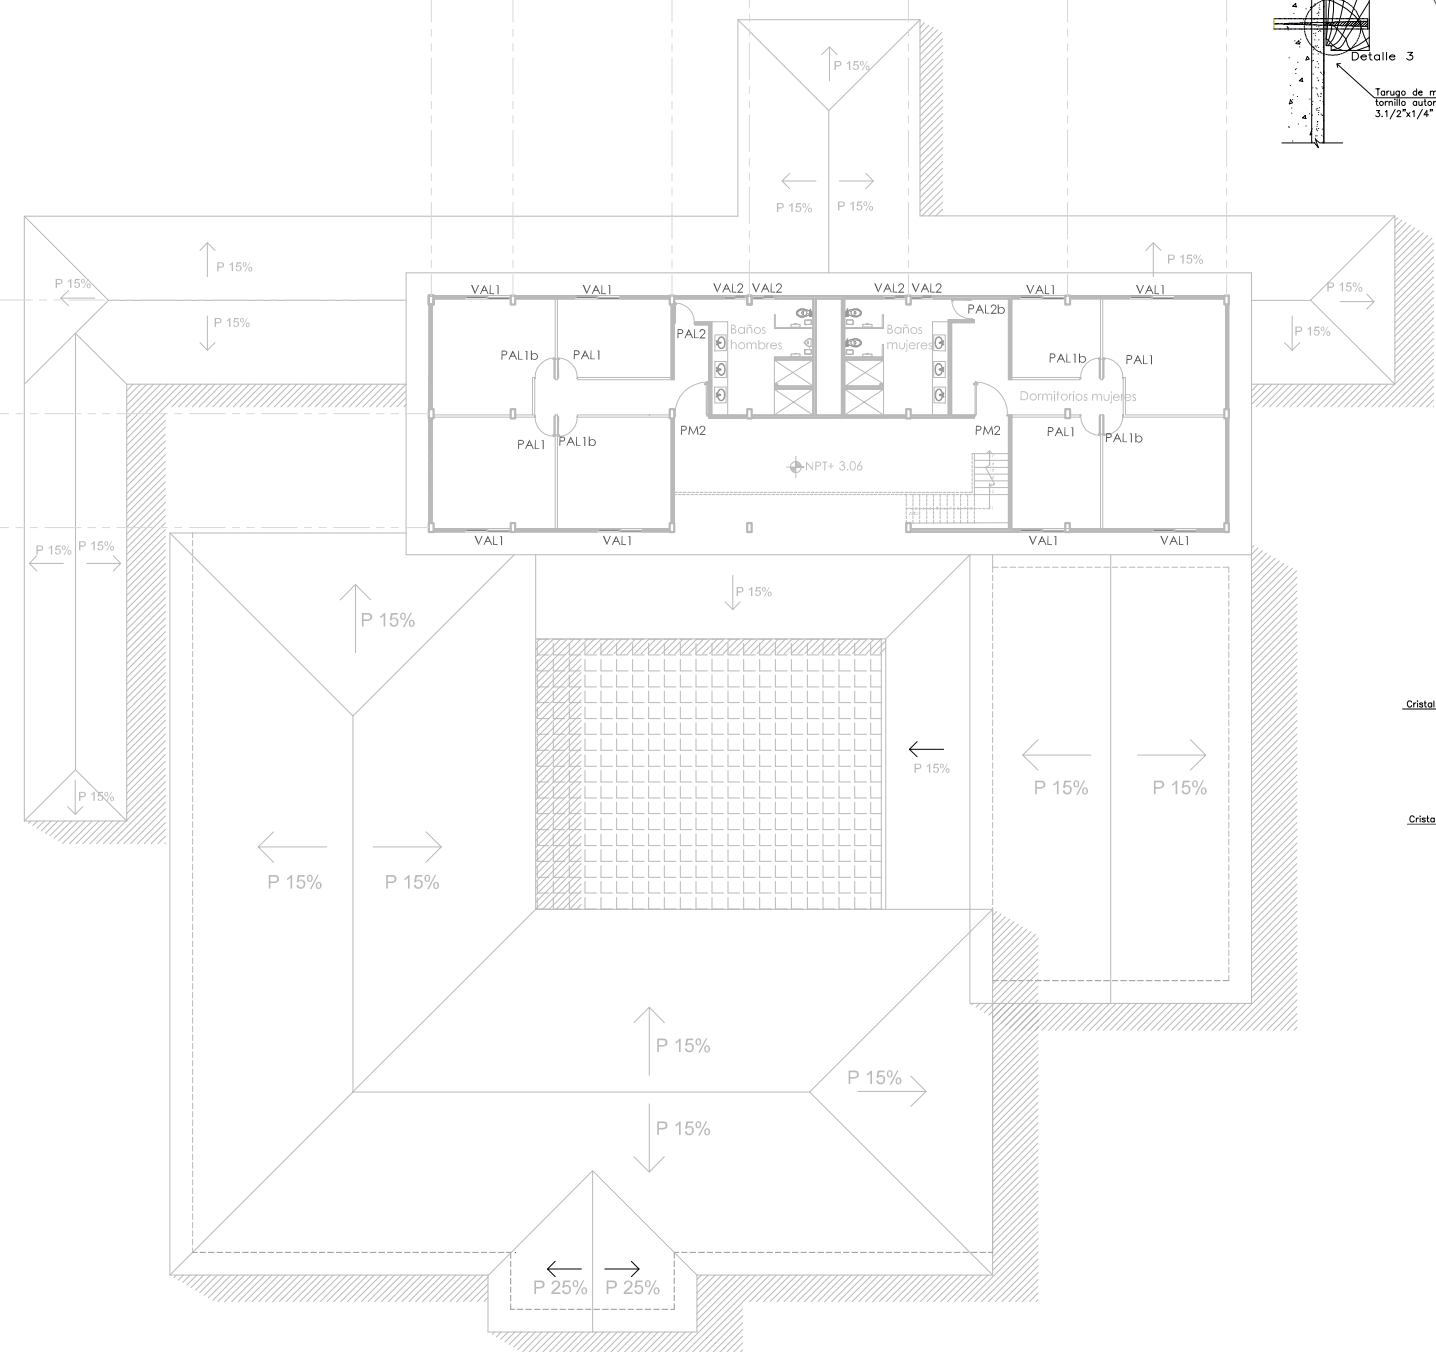 Detalle 3
Tarugo de m
tornillo autor
3.1/2"x1/4"
P 15%
P 15%
P 15%
P 15%
P 15%
P 15%
P 15%
P 15%
P 15%
P 15%
VAL1
VAL1
VAL2
VAL2
VAL2
VAL2
VAL1
VAL1
PAL2
Baños
hombres
Baños
mujeres
PAL2b
PAL1b
PAL1
PAL1b
PAL1
Dormitorios mujeres
PAL1
PAL1b
PM2
PM2
PAL1
PAL1b
NPT+ 3.06
VAL1
VAL1
VAL1
VAL1
P 15%
P 15%
P 15%
P 15%
Cristal
P 15%
P 15%
P 15%
P 15%
Crista
P 15%
P 15%
P 15%
P 15%
P 15%
P 25%
P 25%